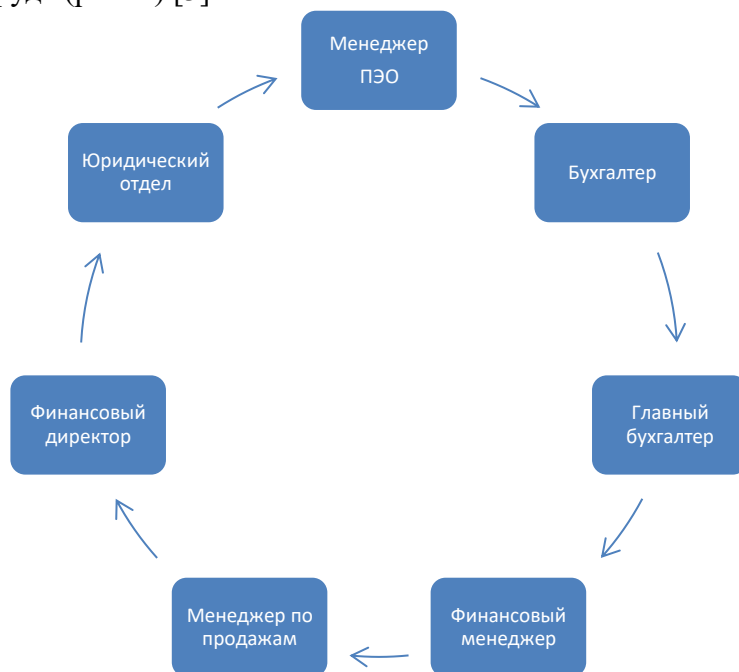 Менеджер
ПЭО
Юридический
отдел
Бухгалтер
Финансовый
директор
Главный
бухгалтер
Менеджер по
продажам
Финансовый
менеджер